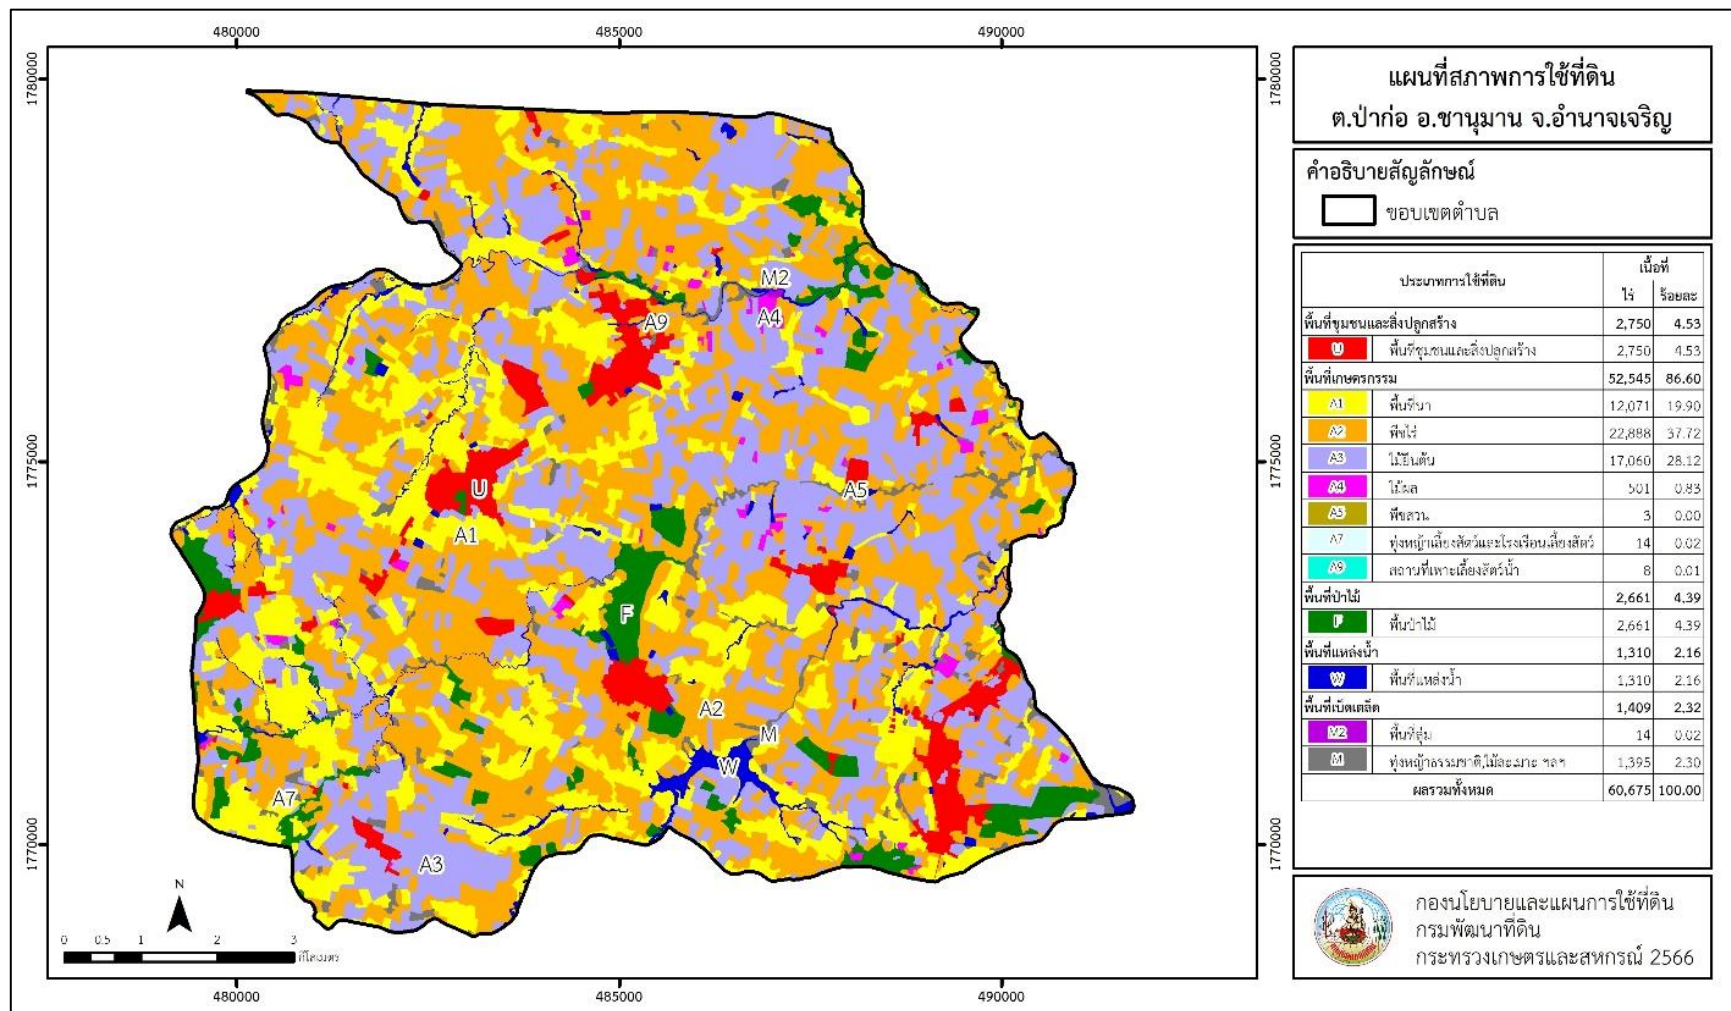 480000 485000 490000
1780000
1775000
1770000
M2
A9 A4
U
A5
A1
F
A2
M
W
A7
A3
N
0 0.5 1 2 3
กิโลเมตร
480000 485000 490000
1780000
1775000
1770000
แผนที่สภาพการใช้ที่ดิน
ต.ป่าก่อ อ.ชานุมาน จ.อำนาจเจริญ
คำอธิบายสัญลักษณ์
ขอบเขตตำบล
ประเภทการใช้ที่ดิน เนื้อที่
ไร่ ร้อยละ
พื้นที่ชุมชนและสิ่งปลูกสร้าง 2,750 4.53
U พื้นที่ชุมชนและสิ่งปลูกสร้าง 2,750 4.53
พื้นที่เกษตรกรรม 52,545 86.60
A1 พื้นที่นา 12,071 19.90
A2 พืชไร่ 22,888 37.72
A3 ไม้ยืนต้น 17,060 28.12
A4 ไม้ผล 501 0.83
A5 พืชสวน 3 0.00
A7 ทุ่งหญ้าเลี้ยงสัตว์และโรงเรือนเลี้ยงสัตว์ 14 0.02
A9 สถานที่เพาะเลี้ยงสัตว์น้ำ 8 0.01
พื้นที่ป่าไม้ 2,661 4.39
F พื้นป่าไม้ 2,661 4.39
พื้นที่แหล่งน้ำ 1,310 2.16
W พื้นที่แหล่งน้ำ 1,310 2.16
พื้นที่เบ็ดเตล็ด 1,409 2.32
M2 พื้นที่ลุ่ม 14 0.02
M ทุ่งหญ้าธรรมชาติ,ไม้ละเมาะ ฯลฯ 1,395 2.30
ผลรวมทั้งหมด 60,675 100.00
กองนโยบายและแผนการใช้ที่ดิน
กรมพัฒนาที่ดิน
กระทรวงเกษตรและสหกรณ์ 2566